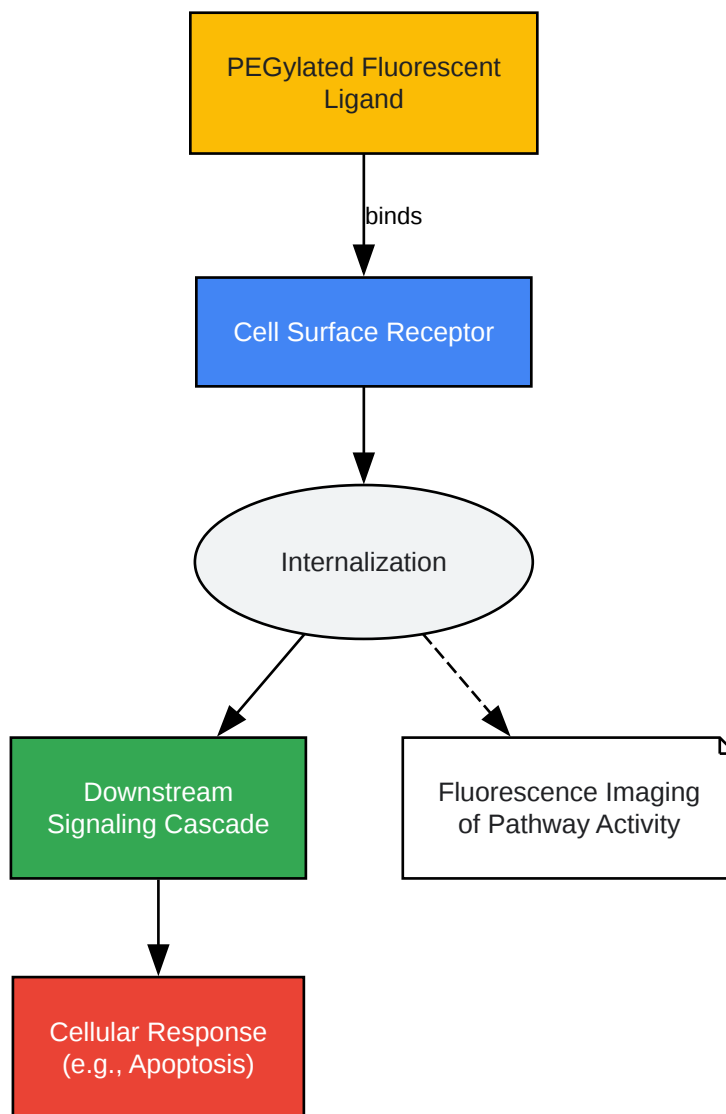 PEGylated Fluorescent
Ligand
binds
Cell Surface Receptor
Internalization
Downstream
Signaling Cascade
Fluorescence Imaging
of Pathway Activity
Cellular Response
(e.g., Apoptosis)